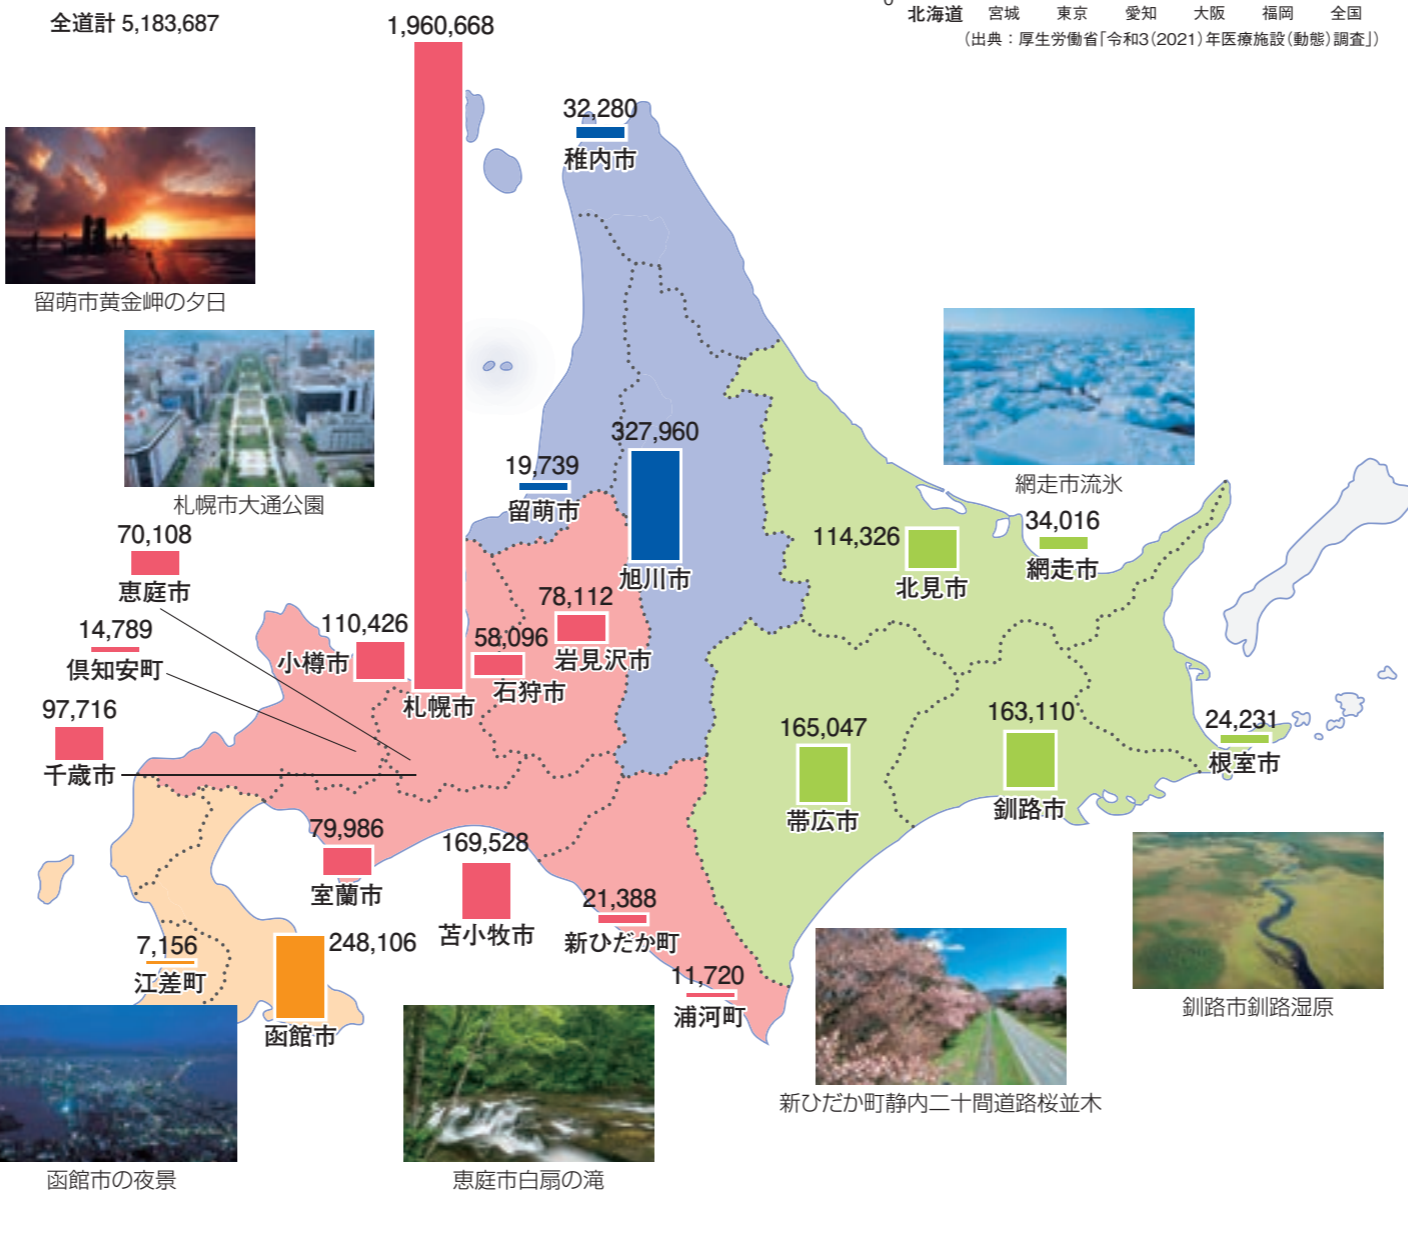 0
北海道 宮城 東京 愛知 大阪 福岡 全国
（出典：厚生労働省「令和3（2021）年医療施設（動態）調査」）
全道計 5,183,687
1,960,668
32,280
稚内市
留萌市黄金岬の夕日
札幌市大通公園
327,960
旭川市
19,739
留萌市
網走市流氷
114,326
北見市
34,016
網走市
70,108
恵庭市
14,789
倶知安町
97,716
千歳市
110,426
小樽市
札幌市
58,096
石狩市
78,112
岩見沢市
165,047
帯広市
163,110
釧路市
24,231
根室市
79,986
室蘭市
169,528
苫小牧市
21,388
新ひだか町
11,720
浦河町
7,156
江差町
248,106
函館市
釧路市釧路湿原
新ひだか町静内二十間道路桜並木
函館市の夜景
恵庭市白扇の滝